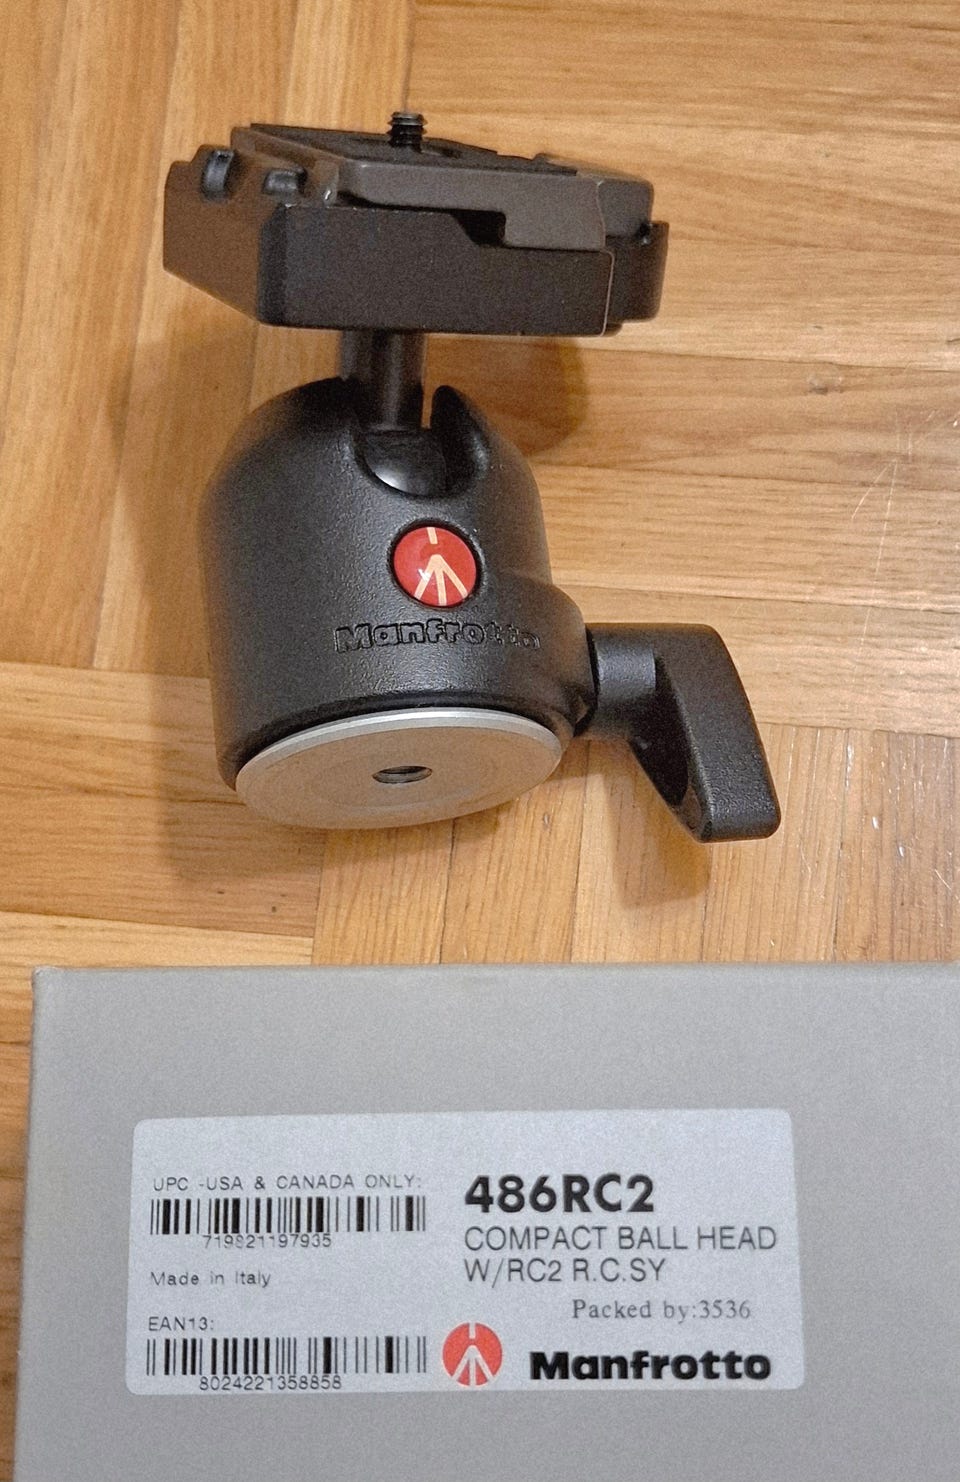 Manfrotto
UPC -USA & CANADA ONLY:
719821197935
Made in Italy
EAN13:
8024221358858
486RC2
COMPACT BALL HEAD
W/RC2 R.C.SY
Packed by:3536
Manfrotto